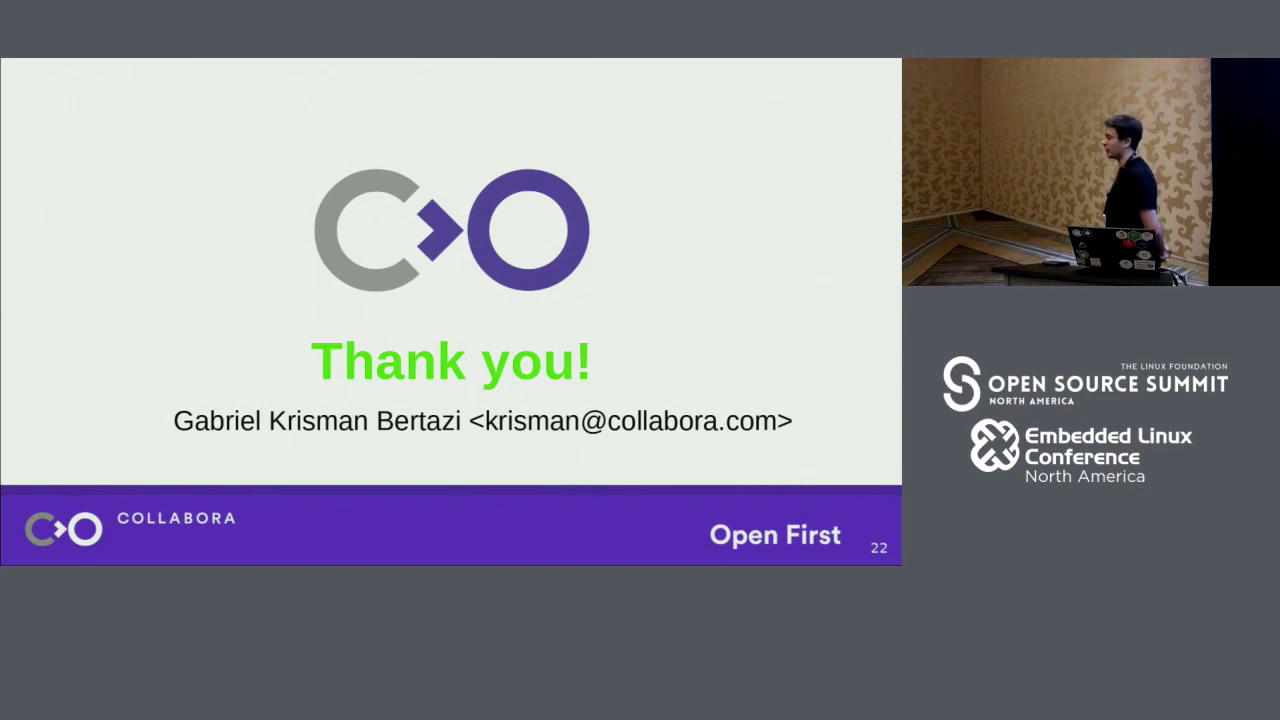 Thank you!
Gabriel Krisman Bertazi <krisman@collabora.com>
COLLABORA
Open First
22
THE LINUX FOUNDATION
OPEN SOURCE SUMMIT
NORTH AMERICA
Embedded Linux
Conference
North America